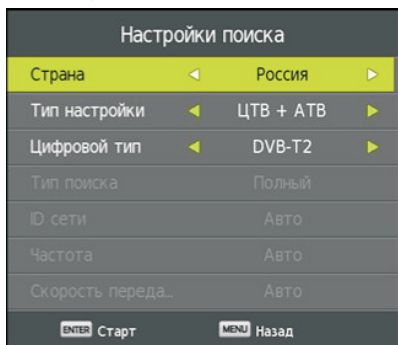 Настройки поиска
Страна Россия
Тип настройки ЦТВ + АТВ
Цифровой тип DVB-T2
Тип поиска Полный
ID сети Авто
Частота Авто
Скорость переда... Авто
ENTER Старт MENU Назад